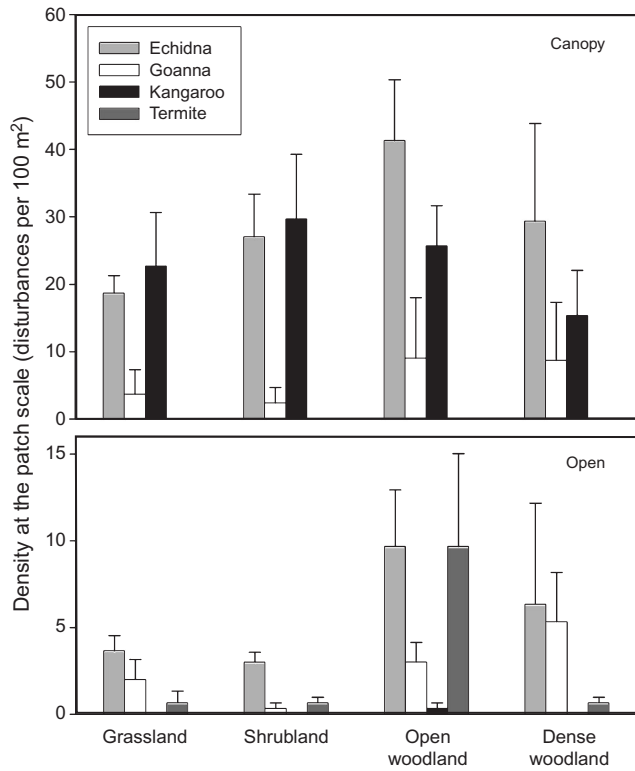 60
50
40
30
20
10
0
Echidna
Goanna
Kangaroo
Termite
Canopy
Density at the patch scale (disturbances per 100 m²)
15
10
5
0
Open
Grassland
Shrubland
Open
woodland
Dense
woodland